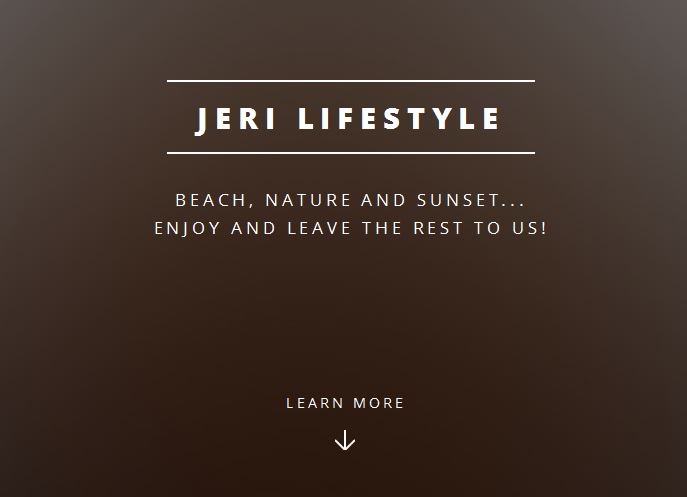 JERI LIFESTYLE
BEACH, NATURE AND SUNSET...
ENJOY AND LEAVE THE REST TO US!
LEARN MORE